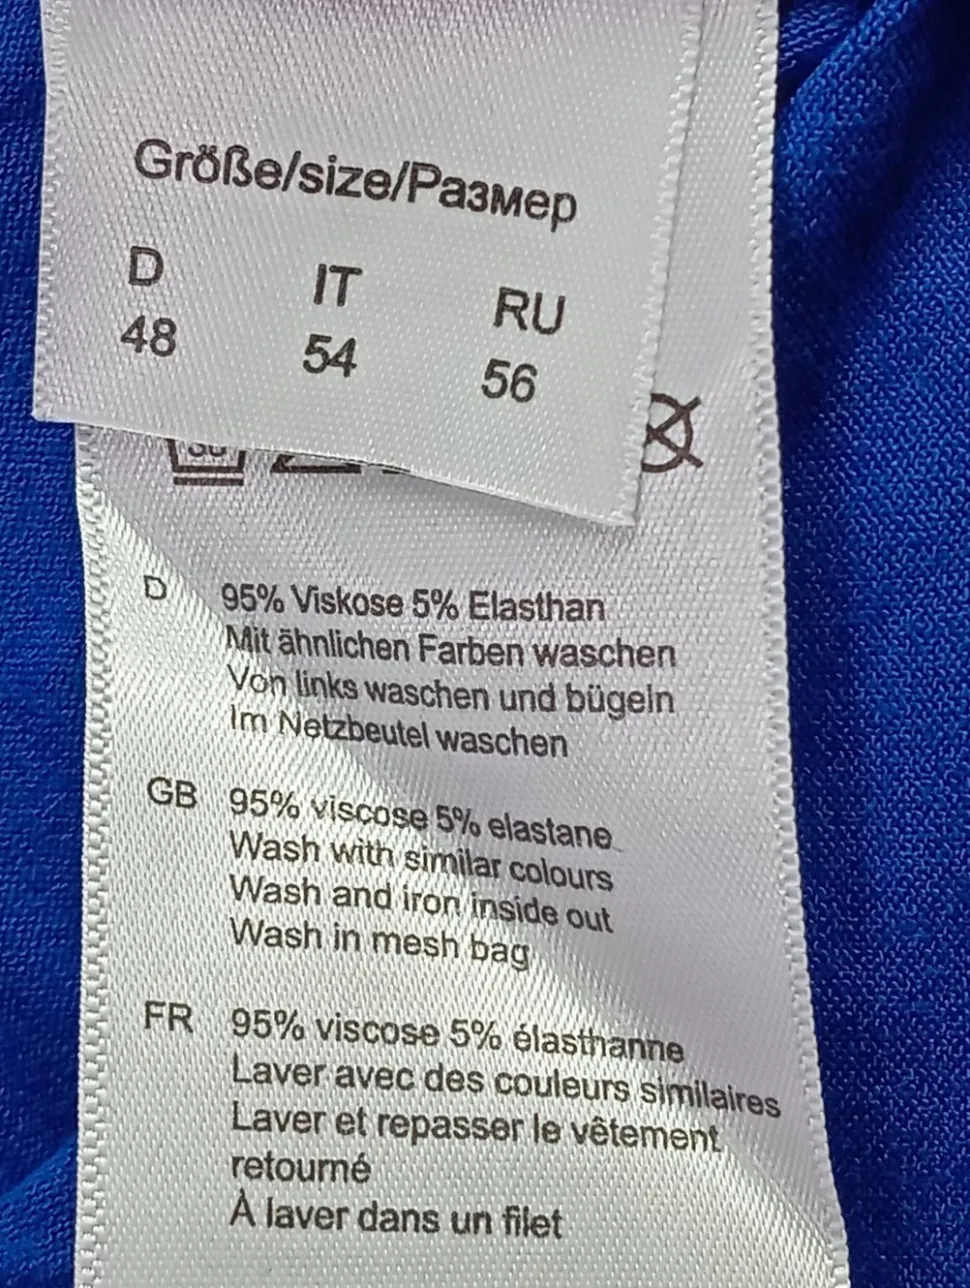 Größe/size/Размер
D IT RU
48 54 56
D 95% Viskose 5% Elasthan
Mit ähnlichen Farben waschen
Von links waschen und bügeln
Im Netzbeutel waschen
GB 95% viscose 5% elastane
Wash with similar colours
Wash and iron inside out
Wash in mesh bag
FR 95% viscose 5% élasthanne
Laver avec des couleurs similaires
Laver et repasser le vêtement
retourné
À laver dans un filet